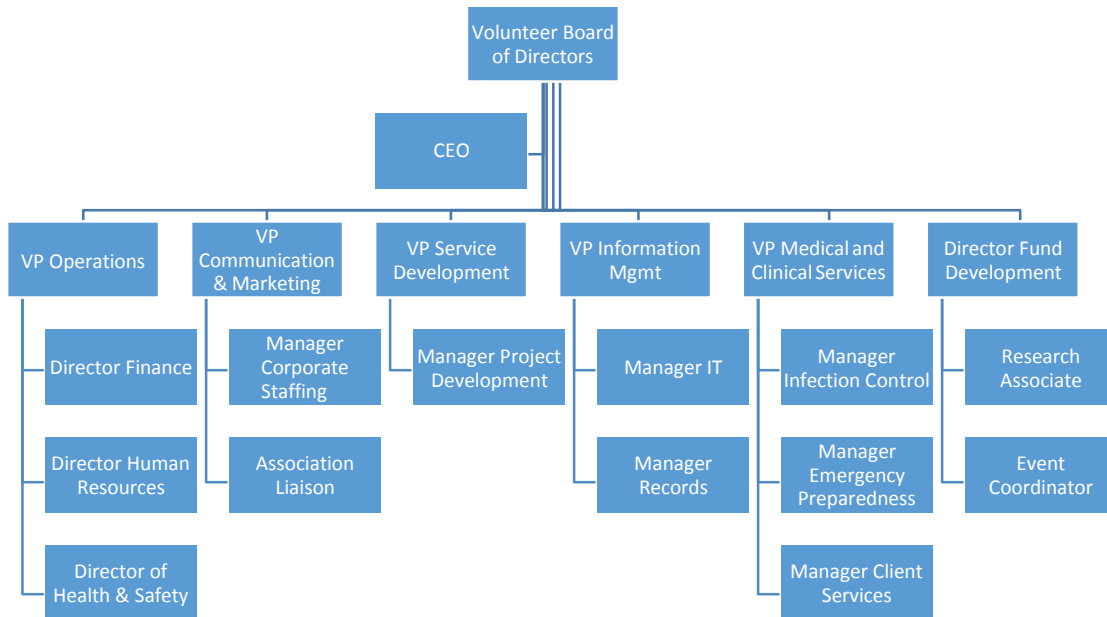 Volunteer Board
of Directors
CEO
VP Operations
VP
Communication
& Marketing
VP Service
Development
VP Information
Mgmt
VP Medical and
Clinical Services
Director Fund
Development
Director Finance
Manager
Corporate
Staffing
Manager Project
Development
Manager IT
Manager
Infection Control
Research
Associate
Director Human
Resources
Association
Liaison
Manager
Records
Manager
Emergency
Preparedness
Event
Coordinator
Director of
Health & Safety
Manager Client
Services